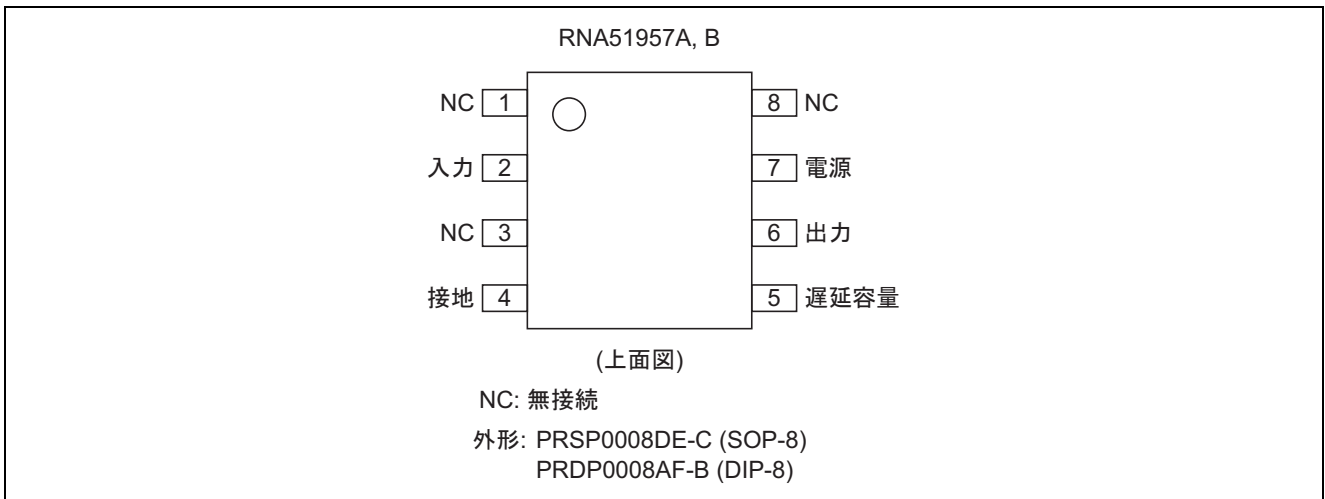 RNA51957A, B
NC 1
8 NC
入力 2
7 電源
NC 3
6 出力
接地 4
5 遅延容量
(上面図)
NC: 無接続
外形: PRSP0008DE-C (SOP-8)
PRDP0008AF-B (DIP-8)